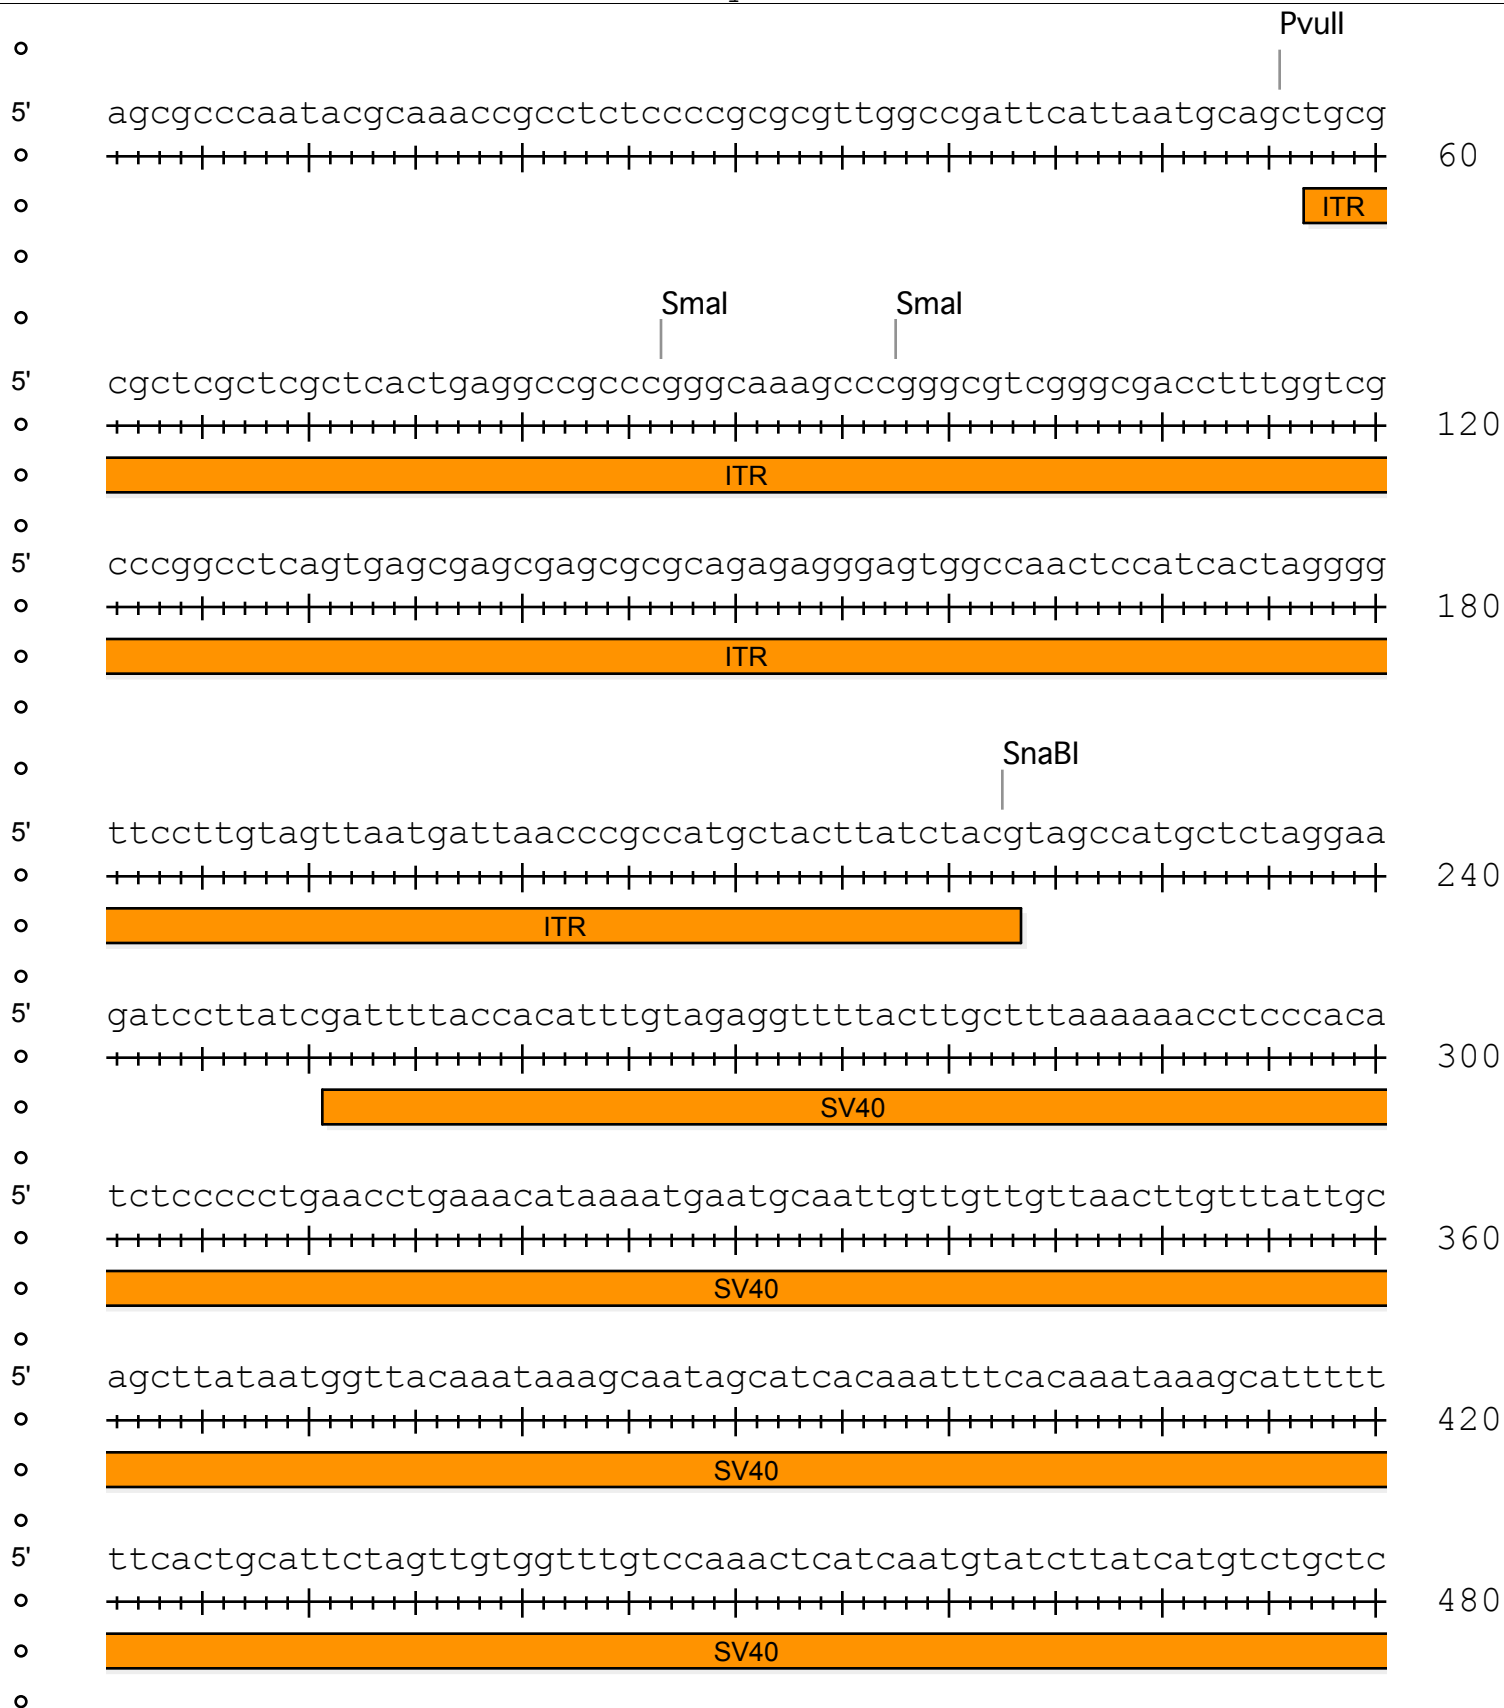 PvuII
5' agcgcccaatacgcaaaccgcctctccccgcgcgttggccgattcattaatgcagctgcg
60
ITR
SmaI SmaI
5' cgctcgctcgctcactgaggccgcccgggcaaagcccgggcgtcgggcgacctttggtcg
120
ITR
5' cccggcctcagtgagcgagcgagcgcgcagagagggagtggccaactccatcactagggg
180
ITR
SnaBI
5' ttccttgtagttaatgattaacccgccatgctacttatctacgtagccatgctctaggaa
240
ITR
5' gatccttatcgattttaccacatttgtagaggttttacttgctttaaaaaacctcccaca
300
SV40
5' tctccccctgaacctgaaacataaaatgaatgcaattgttgttgttaacttgtttattgc
360
SV40
5' agcttataatggttacaaataaagcaatagcatcacaaatttcacaaataaagcattttt
420
SV40
5' ttcactgcattctagttgtggtttgtccaaactcatcaatgtatcttatcatgtctgctc
480
SV40